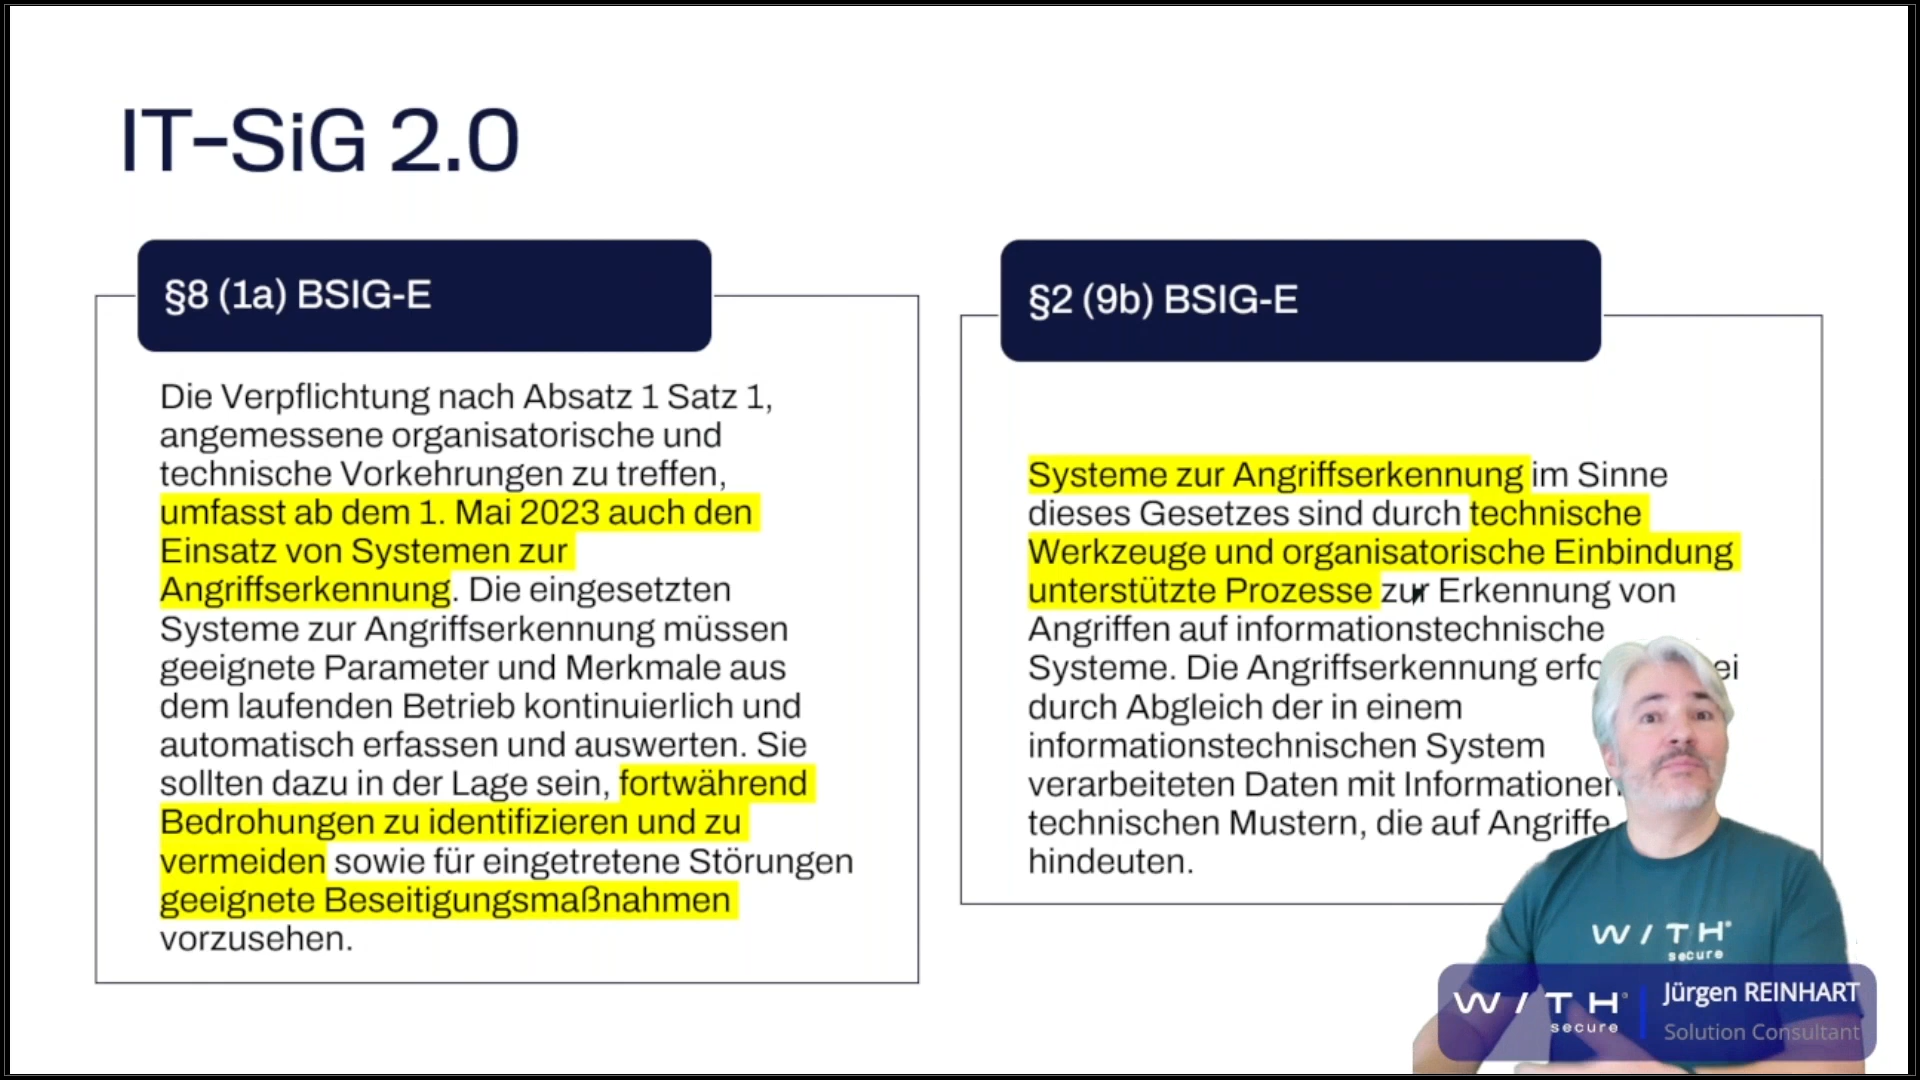 IT-SiG 2.0
§8 (1a) BSIG-E
Die Verpflichtung nach Absatz 1 Satz 1,
angemessene organisatorische und
technische Vorkehrungen zu treffen,
umfasst ab dem 1. Mai 2023 auch den
Einsatz von Systemen zur
Angriffserkennung. Die eingesetzten
Systeme zur Angriffserkennung müssen
geeignete Parameter und Merkmale aus
dem laufenden Betrieb kontinuierlich und
automatisch erfassen und auswerten. Sie
sollten dazu in der Lage sein, fortwährend
Bedrohungen zu identifizieren und zu
vermeiden sowie für eingetretene Störungen
geeignete Beseitigungsmaßnahmen
vorzusehen.
§2 (9b) BSIG-E
Systeme zur Angriffserkennung im Sinne
dieses Gesetzes sind durch technische
Werkzeuge und organisatorische Einbindung
unterstützte Prozesse zur Erkennung von
Angriffen auf informationstechnische
Systeme. Die Angriffserkennung
durch Abgleich der in einem
informationstechnischen System
verarbeiteten Daten mit Informationen
technischen Mustern, die auf Angriffe
hindeuten.
W/TH
secure
W/TH
secure
Jürgen REINHART
Solution Consultant